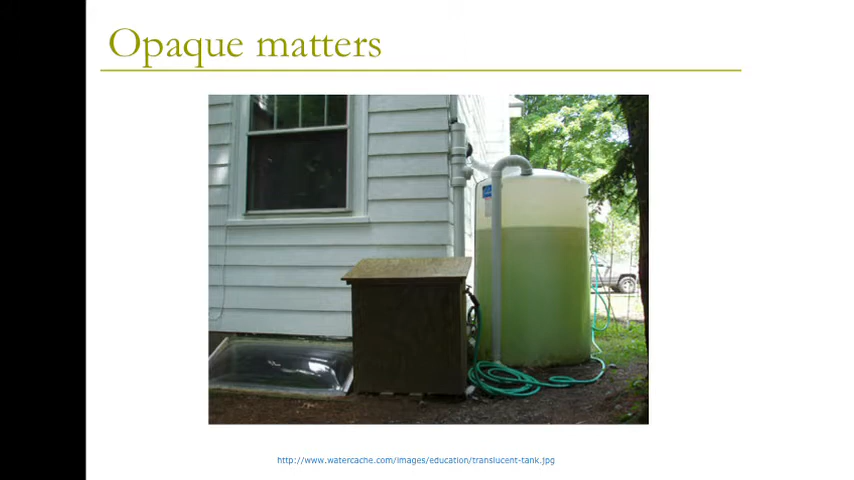 Opaque matters
http://www.watercache.com/images/education/translucent-tank.jpg